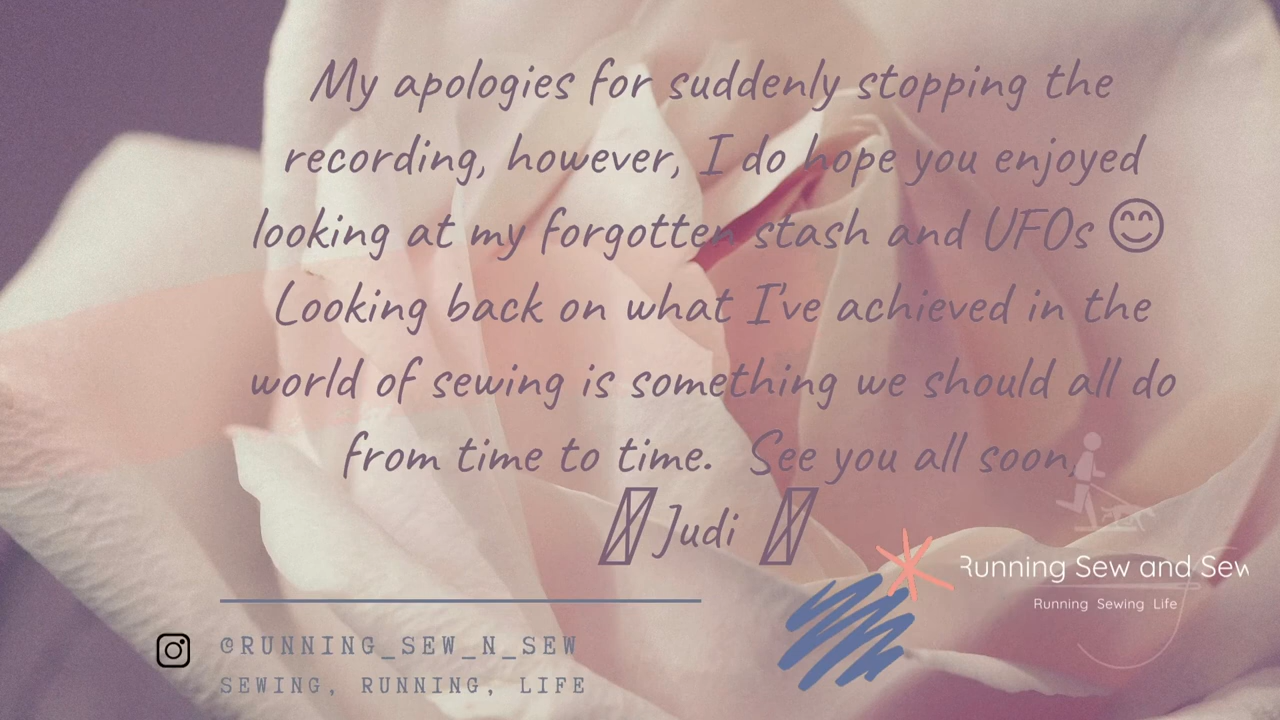 My apologies for suddenly stopping the
recording, however, I do hope you enjoyed
looking at my forgotten stash and UFOs 😊
Looking back on what I've achieved in the
world of sewing is something we should all do
from time to time. See you all soon,
Judi
Running Sew and Sew
Running Sewing Life
@RUNNING_SEW_N_SEW
SEWING, RUNNING, LIFE